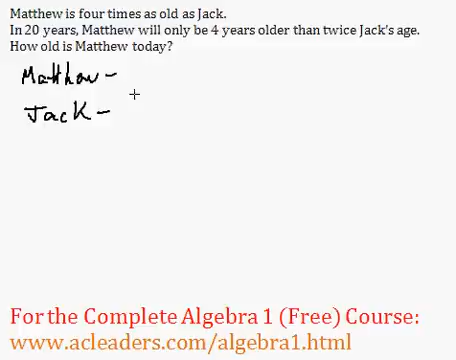 Matthew is four times as old as Jack.
In 20 years, Matthew will only be 4 years older than twice Jack's age.
How old is Matthew today?
Matthew -
Jack -
For the Complete Algebra 1 (Free) Course:
www.acleaders.com/algebra1.html